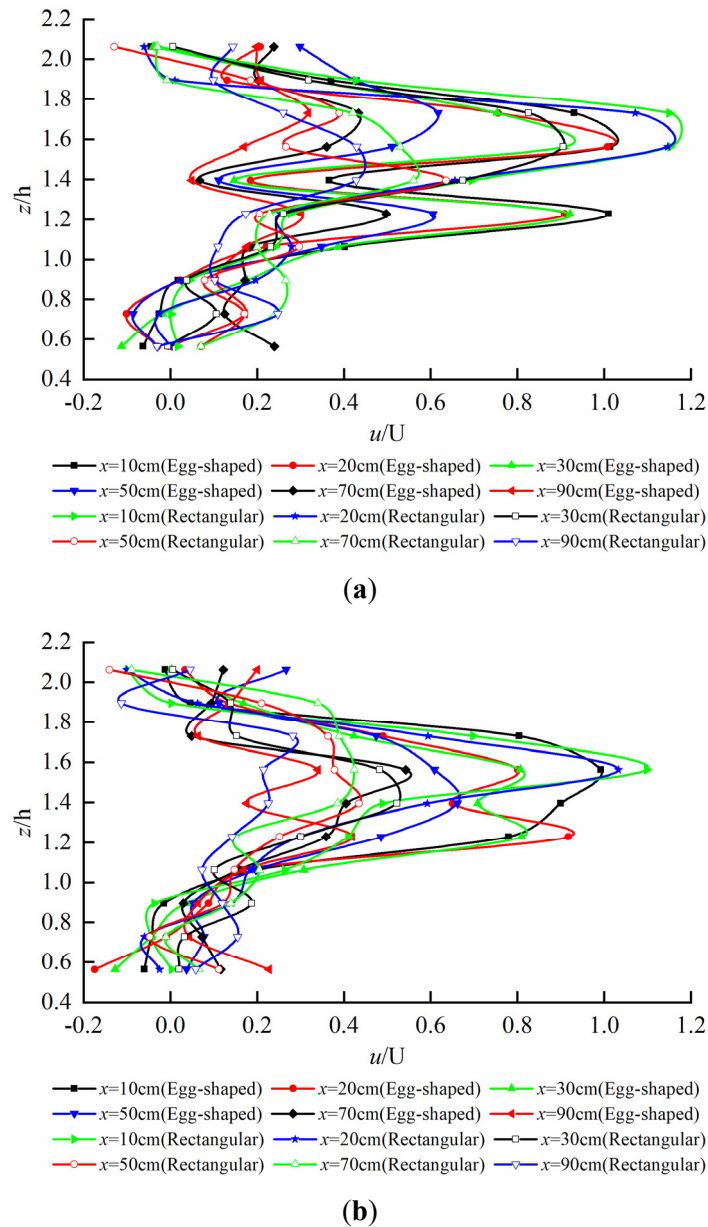 2.2
2.0
1.8
1.6
1.4
1.2
1.0
0.8
0.6
0.4
z/h
-0.2 0.0 0.2 0.4 0.6 0.8 1.0 1.2
u/U
x=10cm(Egg-shaped) x=20cm(Egg-shaped) x=30cm(Egg-shaped)
x=50cm(Egg-shaped) x=70cm(Egg-shaped) x=90cm(Egg-shaped)
x=10cm(Rectangular) x=20cm(Rectangular) x=30cm(Rectangular)
x=50cm(Rectangular) x=70cm(Rectangular) x=90cm(Rectangular)
(a)
2.2
2.0
1.8
1.6
1.4
1.2
1.0
0.8
0.6
0.4
z/h
-0.2 0.0 0.2 0.4 0.6 0.8 1.0 1.2
u/U
x=10cm(Egg-shaped) x=20cm(Egg-shaped) x=30cm(Egg-shaped)
x=50cm(Egg-shaped) x=70cm(Egg-shaped) x=90cm(Egg-shaped)
x=10cm(Rectangular) x=20cm(Rectangular) x=30cm(Rectangular)
x=50cm(Rectangular) x=70cm(Rectangular) x=90cm(Rectangular)
(b)